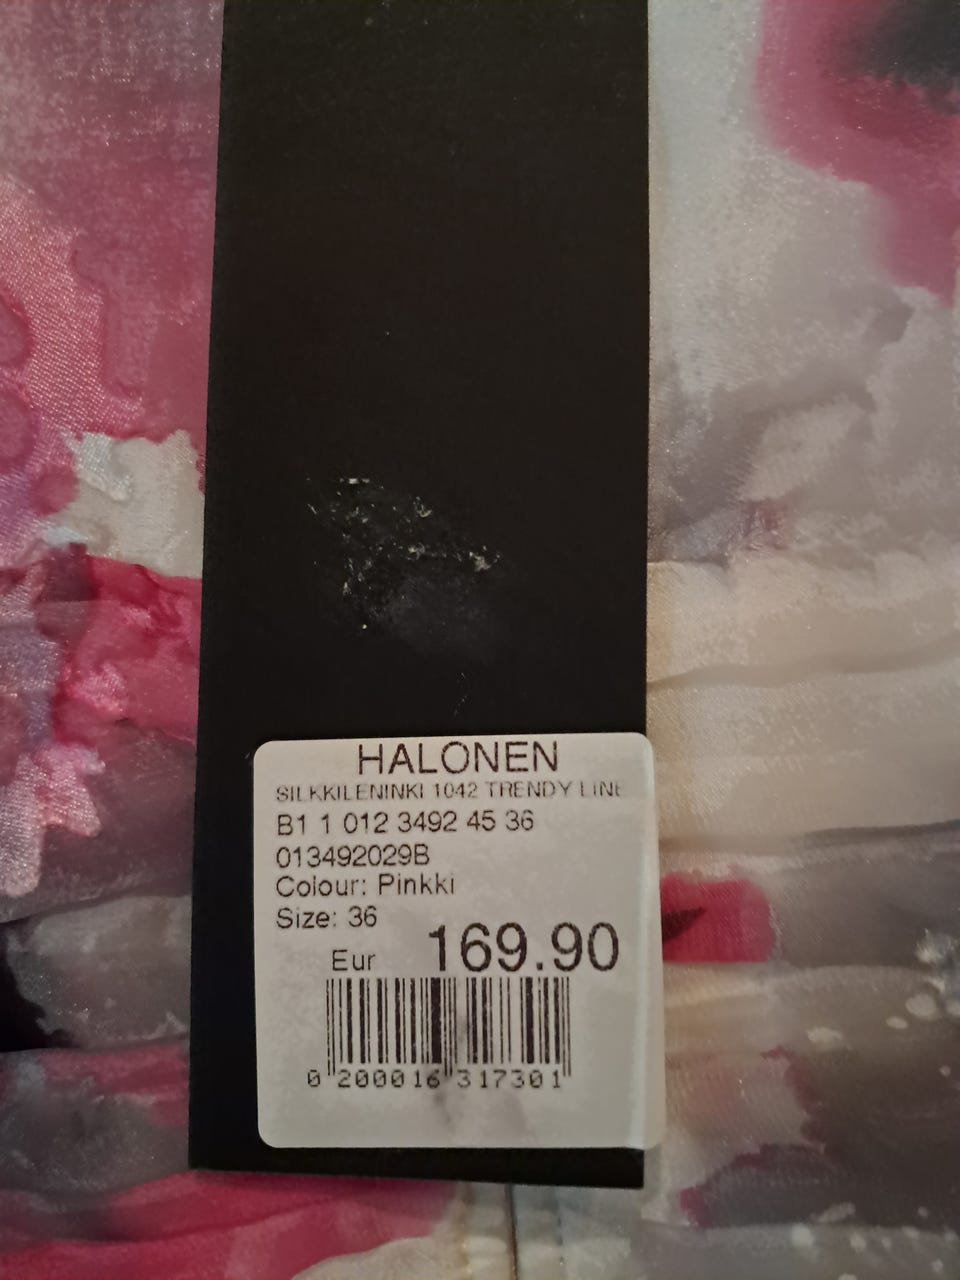 HALONEN
SILKKILENINKI 1042 TRENDY LINE
B1 1 012 3492 45 36
013492029B
Colour: Pinkki
Size: 36
Eur 169.90
0 200016 317301